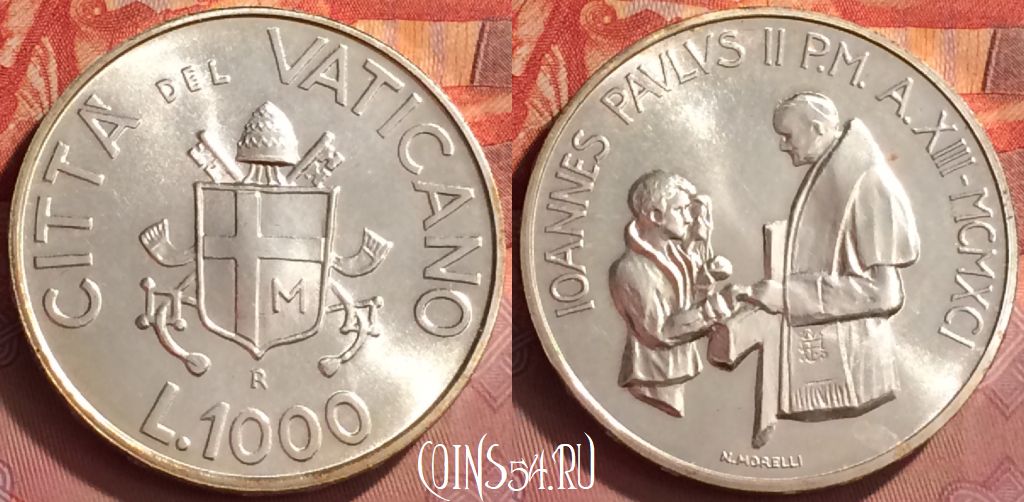 CITTA' DEL VATICANO
M
R
L.1000
IOANNES PAVLVS II P.M. A.XIII-MCMXCI
N.MORELLI
COINS54.RU